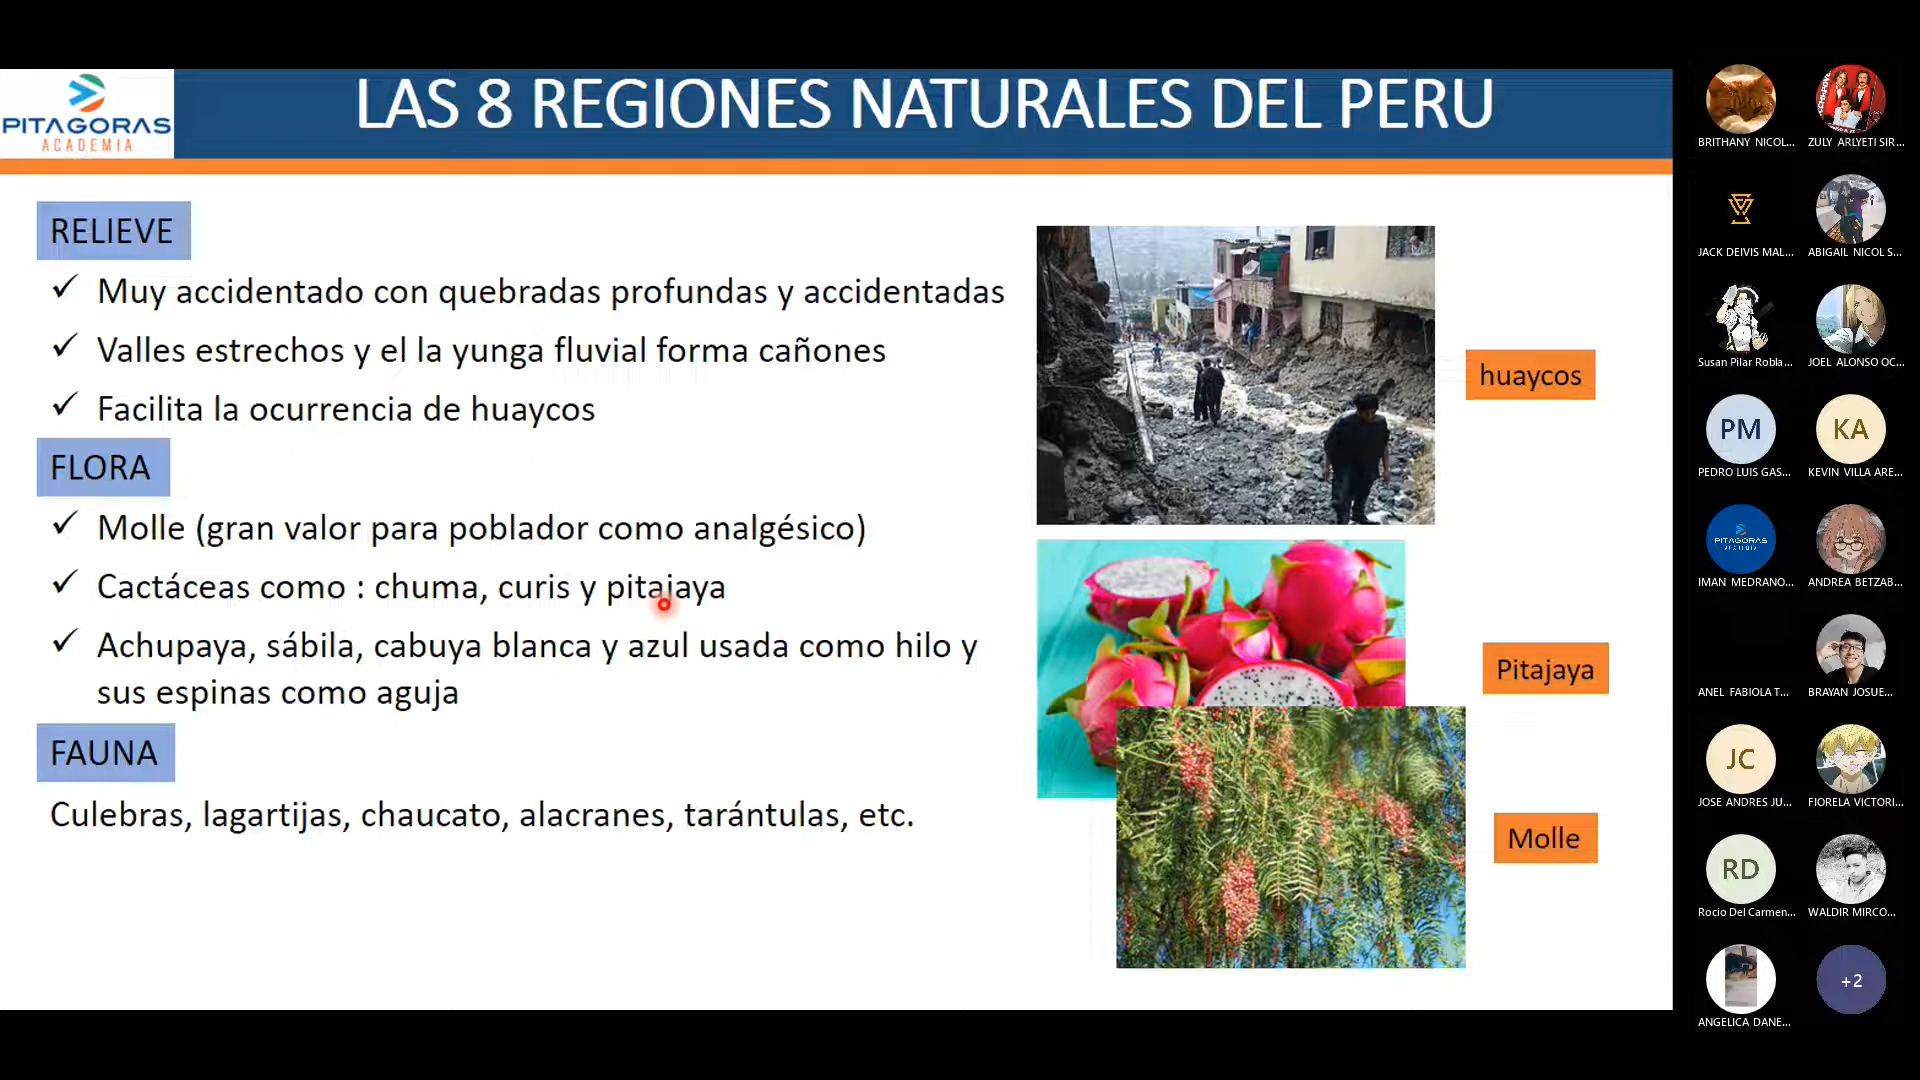 PITAGORAS
ACADEMIA
LAS 8 REGIONES NATURALES DEL PERU
RELIEVE
✓ Muy accidentado con quebradas profundas y accidentadas
✓ Valles estrechos y el la yunga fluvial forma cañones
✓ Facilita la ocurrencia de huaycos
FLORA
✓ Molle (gran valor para poblador como analgésico)
✓ Cactáceas como : chuma, curis y pitajaya
✓ Achupaya, sábila, cabuya blanca y azul usada como hilo y
sus espinas como aguja
FAUNA
Culebras, lagartijas, chaucato, alacranes, tarántulas, etc.
huaycos
Pitajaya
Molle
BRITHANY NICOL...
ZULY ARLYETI SIR...
JACK DEIVIS MAL...
ABIGAIL NICOL S...
Susan Pilar Robla...
JOEL ALONSO OC...
PM
KA
PEDRO LUIS GAS...
KEVIN VILLA ARE...
PITAGORAS
IMAN MEDRANO...
ANDREA BETZAB...
ANEL FABIOLA T...
BRAYAN JOSUE...
JC
JOSE ANDRES JU...
FIORELA VICTORI...
RD
Rocio Del Carmen...
WALDIR MIRCO...
+2
ANGELICA DANE...